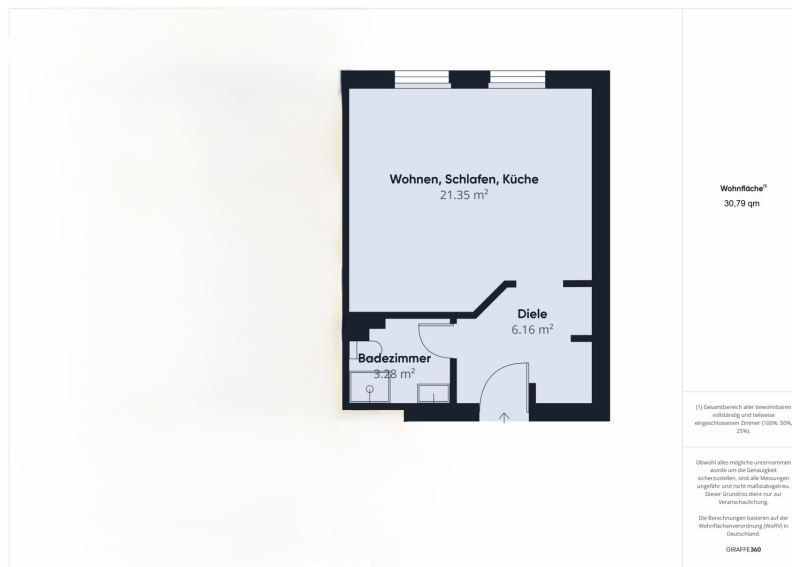 Wohnen, Schlafen, Küche
21.35 m²
Diele
6.16 m²
Badezimmer
3.28 m²
Wohnfläche⁽¹⁾
30,79 qm
(1) Gesamtbereich aller bewohnbaren
vollständig und teilweise
eingeschlossenen Zimmer (100%, 50%,
25%).
Obwohl alles mögliche unternommen
wurde um die Genauigkeit
sicherzustellen, sind alle Messungen
ungefähr und nicht maßstabsgetreu.
Dieser Grundriss dient nur zur
Veranschaulichung.
Die Berechnungen basieren auf der
Wohnflächenverordnung (WoFlV) in
Deutschland.
GIRAFFE360